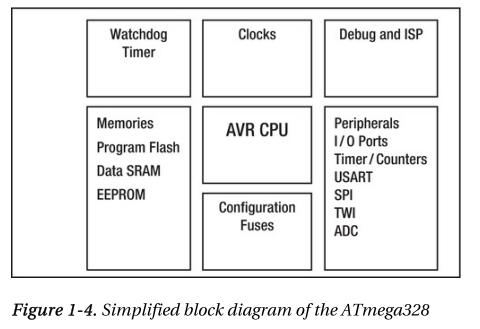 Watchdog
Timer
Clocks
Debug and ISP
Memories
Program Flash
Data SRAM
EEPROM
AVR CPU
Configuration
Fuses
Peripherals
I/O Ports
Timer/Counters
USART
SPI
TWI
ADC
Figure 1-4. Simplified block diagram of the ATmega328